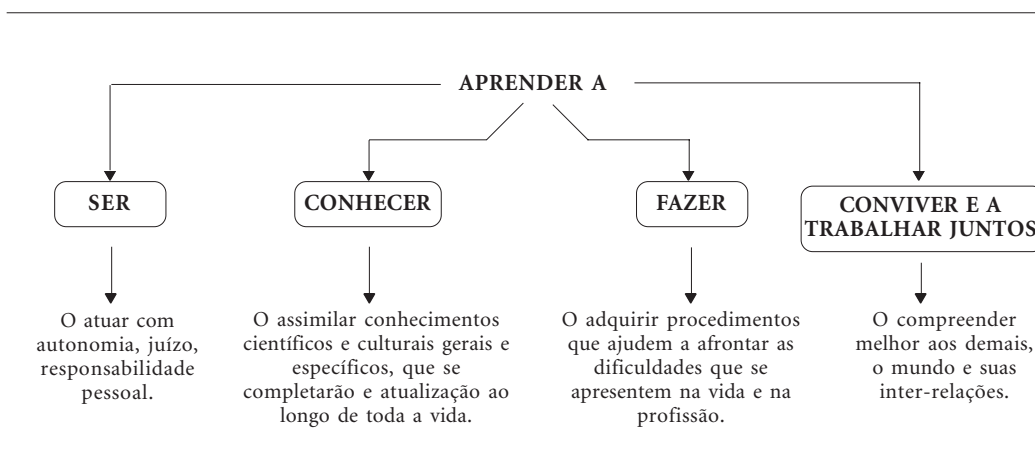 APRENDER A
SER
CONHECER
FAZER
CONVIVER E A
TRABALHAR JUNTOS
O atuar com
autonomia, juízo,
responsabilidade
pessoal.
O assimilar conhecimentos
científicos e culturais gerais e
específicos, que se
completarão e atualização ao
longo de toda a vida.
O adquirir procedimentos
que ajudem a afrontar as
dificuldades que se
apresentem na vida e na
profissão.
O compreender
melhor aos demais,
o mundo e suas
inter-relações.